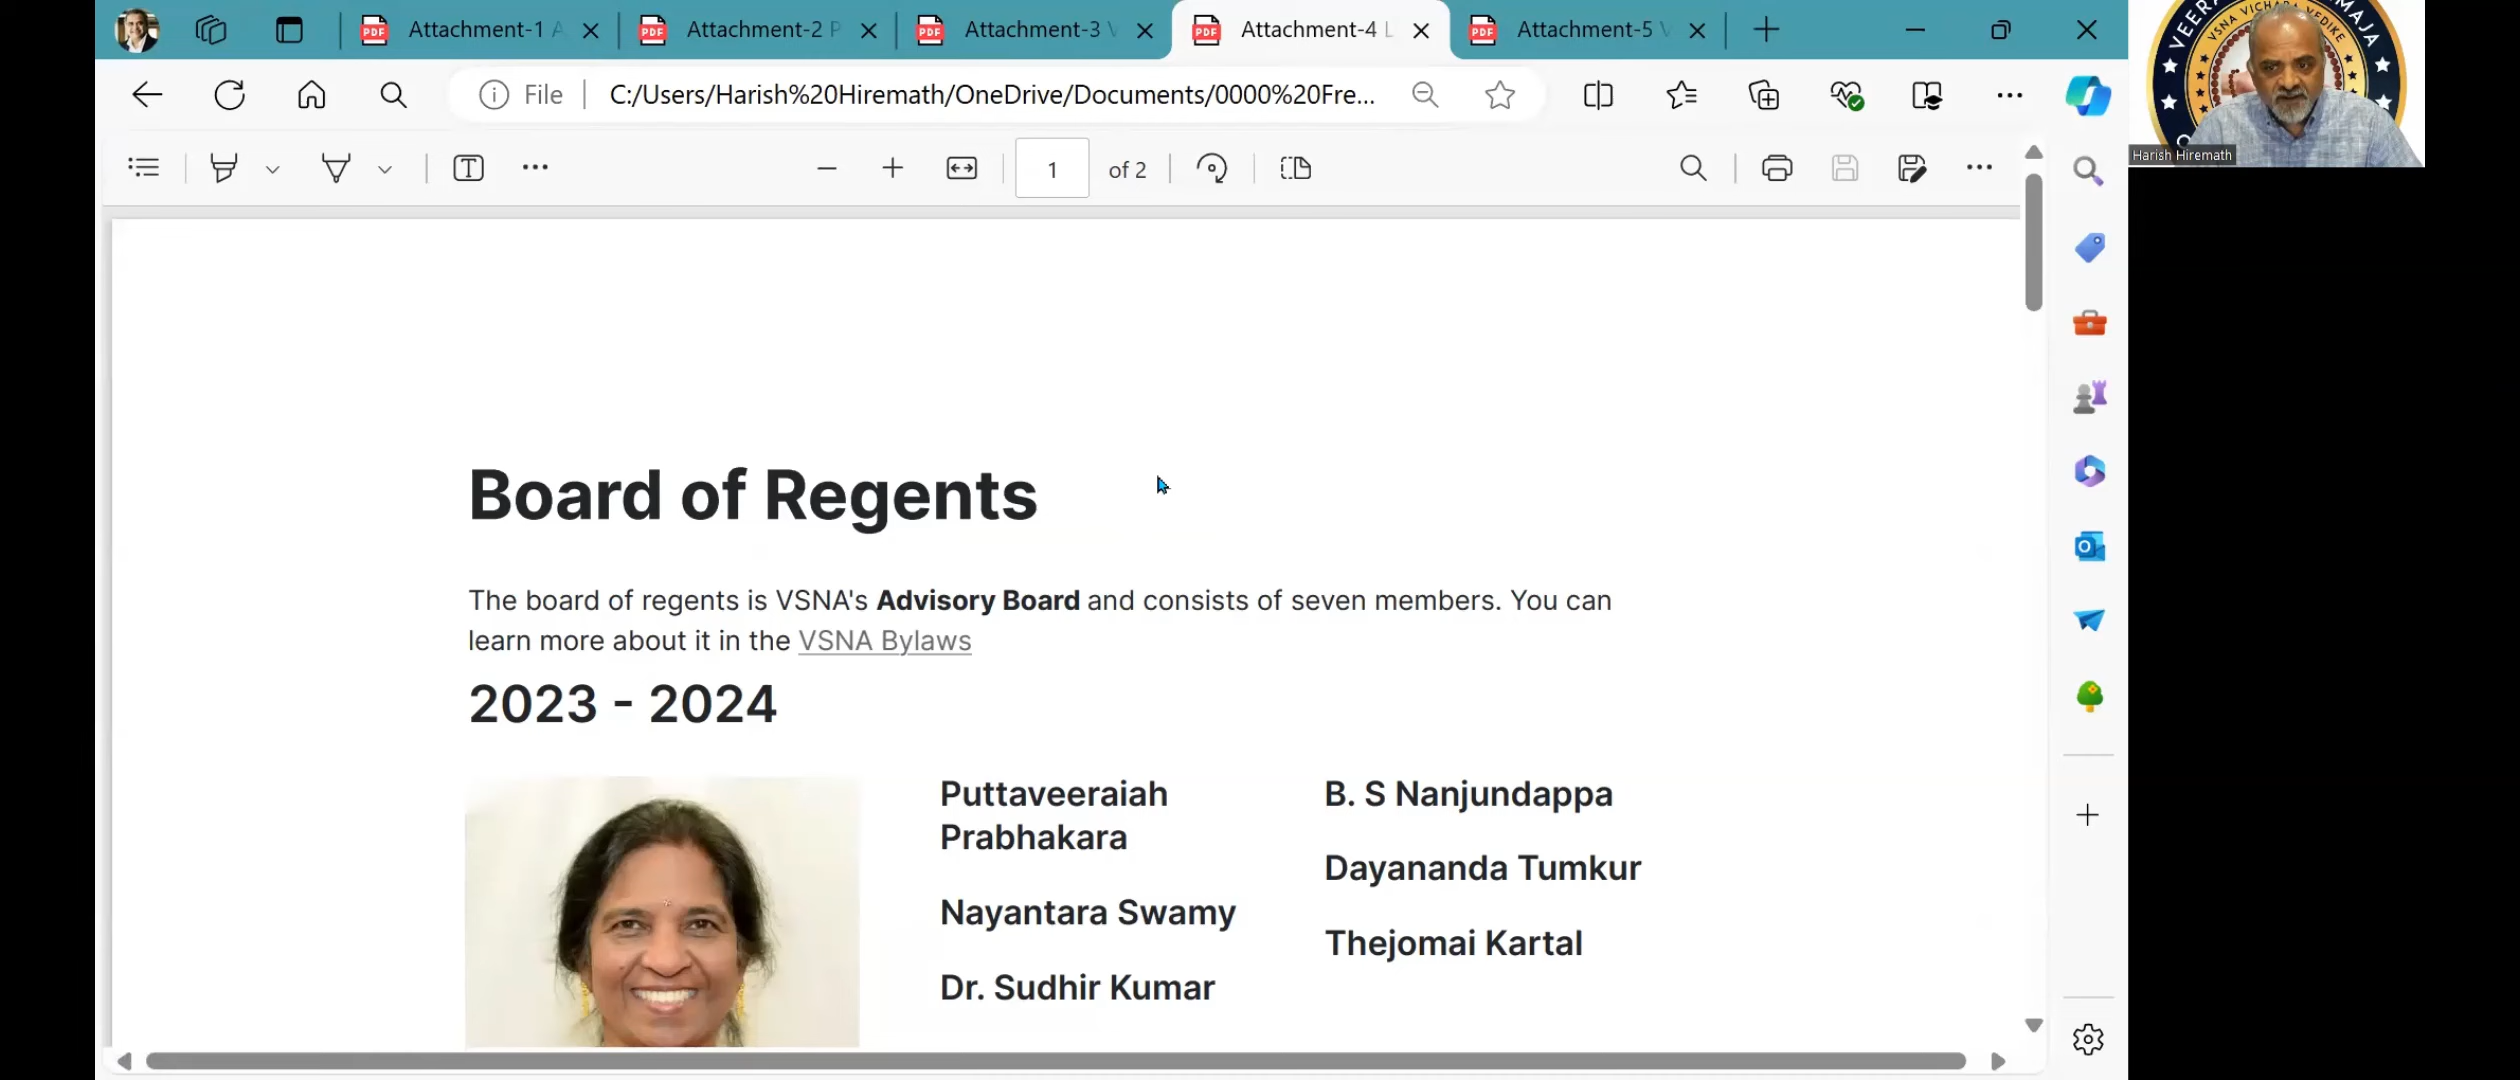 Attachment-1
Attachment-2
Attachment-3
Attachment-4
Attachment-5
File
C:/Users/Harish%20Hiremath/OneDrive/Documents/0000%20Fre...
1
of 2
VSNA VICHARA VEDIKE
Harish Hiremath
Board of Regents
The board of regents is VSNA's Advisory Board and consists of seven members. You can
learn more about it in the VSNA Bylaws
2023 - 2024
Puttaveeraiah
Prabhakara
Nayantara Swamy
Dr. Sudhir Kumar
B. S Nanjundappa
Dayananda Tumkur
Thejomai Kartal